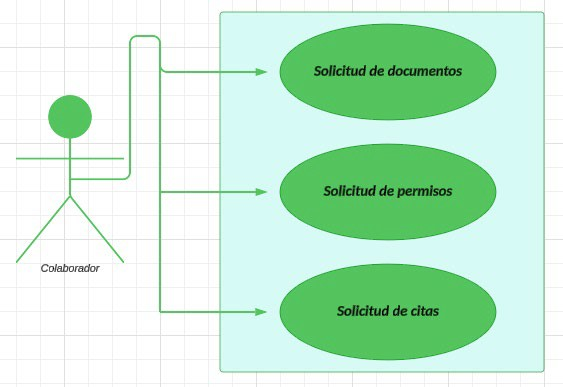 Solicitud de documentos
Solicitud de permisos
Colaborador
Solicitud de citas